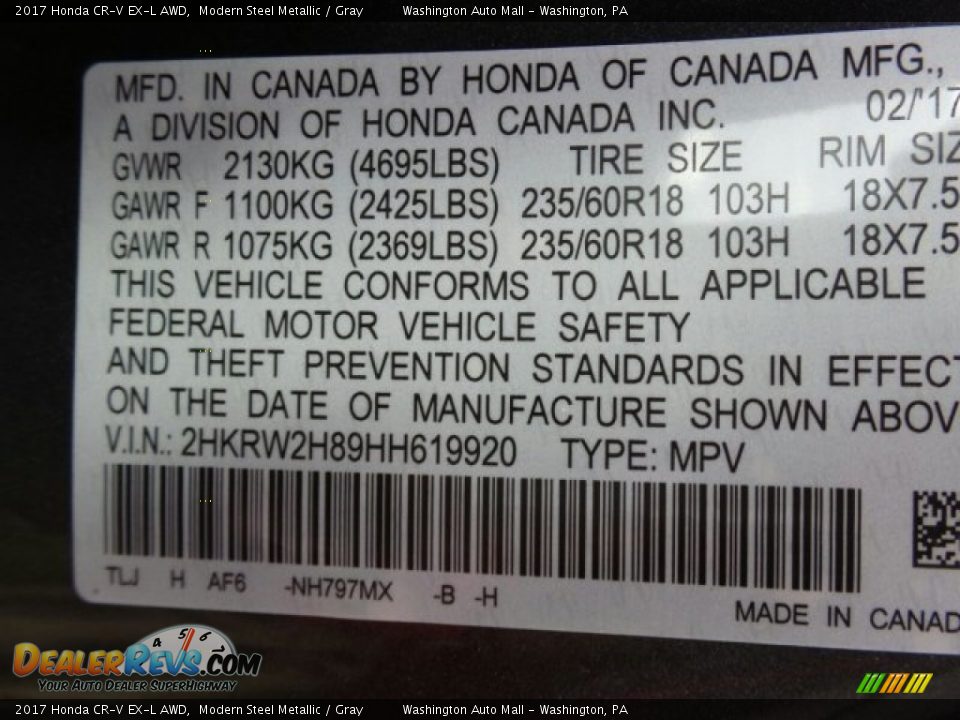 2017 Honda CR-V EX-L AWD, Modern Steel Metallic / Gray Washington Auto Mall - Washington, PA
MFD. IN CANADA BY HONDA OF CANADA MFG.,
A DIVISION OF HONDA CANADA INC. 02/'17
GVWR 2130KG (4695LBS) TIRE SIZE RIM SIZ
GAWR F 1100KG (2425LBS) 235/60R18 103H 18X7.5
GAWR R 1075KG (2369LBS) 235/60R18 103H 18X7.5
THIS VEHICLE CONFORMS TO ALL APPLICABLE
FEDERAL MOTOR VEHICLE SAFETY
AND THEFT PREVENTION STANDARDS IN EFFECT
ON THE DATE OF MANUFACTURE SHOWN ABOV
V.I.N.: 2HKRW2H89HH619920 TYPE: MPV
TLJ H AF6 -NH797MX -B -H
MADE IN CANAD
4 5 6
DEALERREVS.COM
YOUR AUTO DEALER SUPERHIGHWAY
2017 Honda CR-V EX-L AWD, Modern Steel Metallic / Gray Washington Auto Mall - Washington, PA